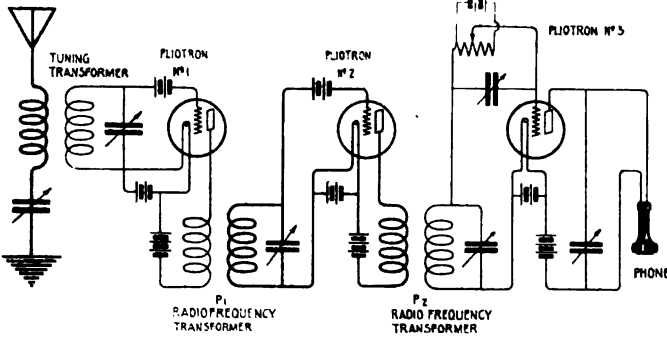 TUNING
TRANSFORMER
PLIOTRON
Nº1
PLIOTRON
Nº2
PLIOTRON Nº3
P1
RADIO FREQUENCY
TRANSFORMER
P2
RADIO FREQUENCY
TRANSFORMER
PHONE